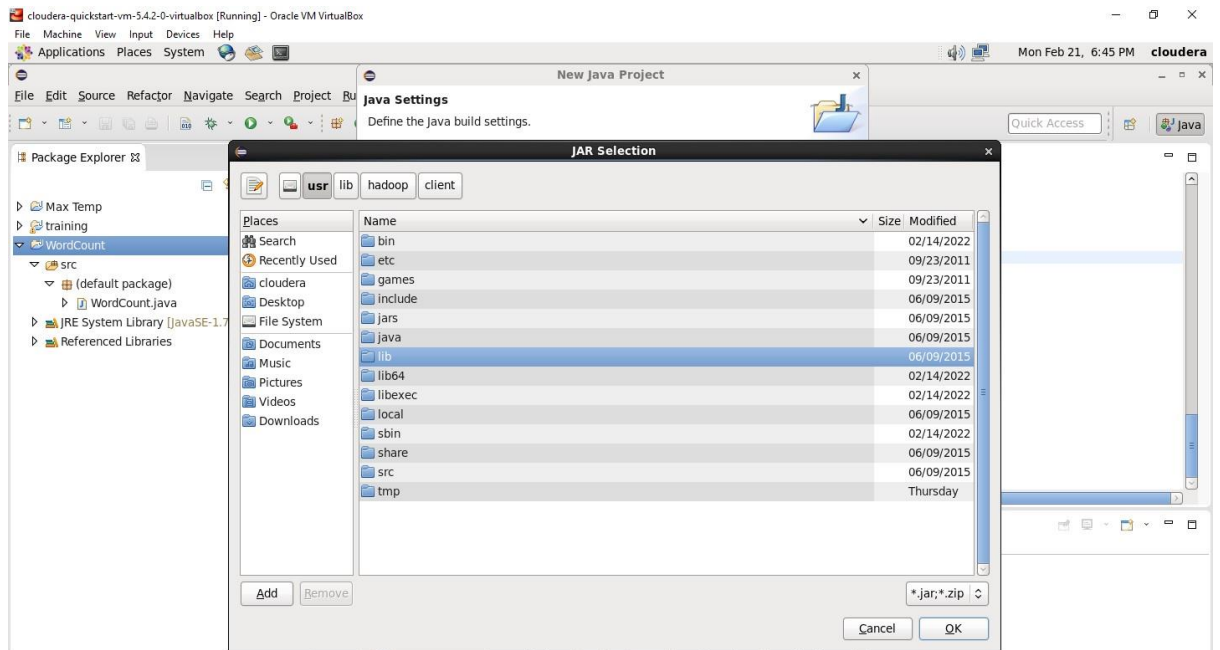 cloudera-quickstart-vm-5.4.2-0-virtualbox [Running] - Oracle VM VirtualBox
File Machine View Input Devices Help
Applications Places System Mon Feb 21, 6:45 PM cloudera
New Java Project
File Edit Source Refactor Navigate Search Project Ru
Java Settings
Define the Java build settings.
Quick Access Java
Package Explorer
JAR Selection
usr lib hadoop client
Max Temp
training
WordCount
src
(default package)
WordCount.java
JRE System Library [JavaSE-1.7
Referenced Libraries
Places
Search
Recently Used
cloudera
Desktop
File System
Documents
Music
Pictures
Videos
Downloads
Name Size Modified
bin 02/14/2022
etc 09/23/2011
games 09/23/2011
include 06/09/2015
jars 06/09/2015
java 06/09/2015
lib 06/09/2015
lib64 02/14/2022
libexec 02/14/2022
local 06/09/2015
sbin 02/14/2022
share 06/09/2015
src 06/09/2015
tmp Thursday
Add Remove *.jar;*.zip
Cancel OK